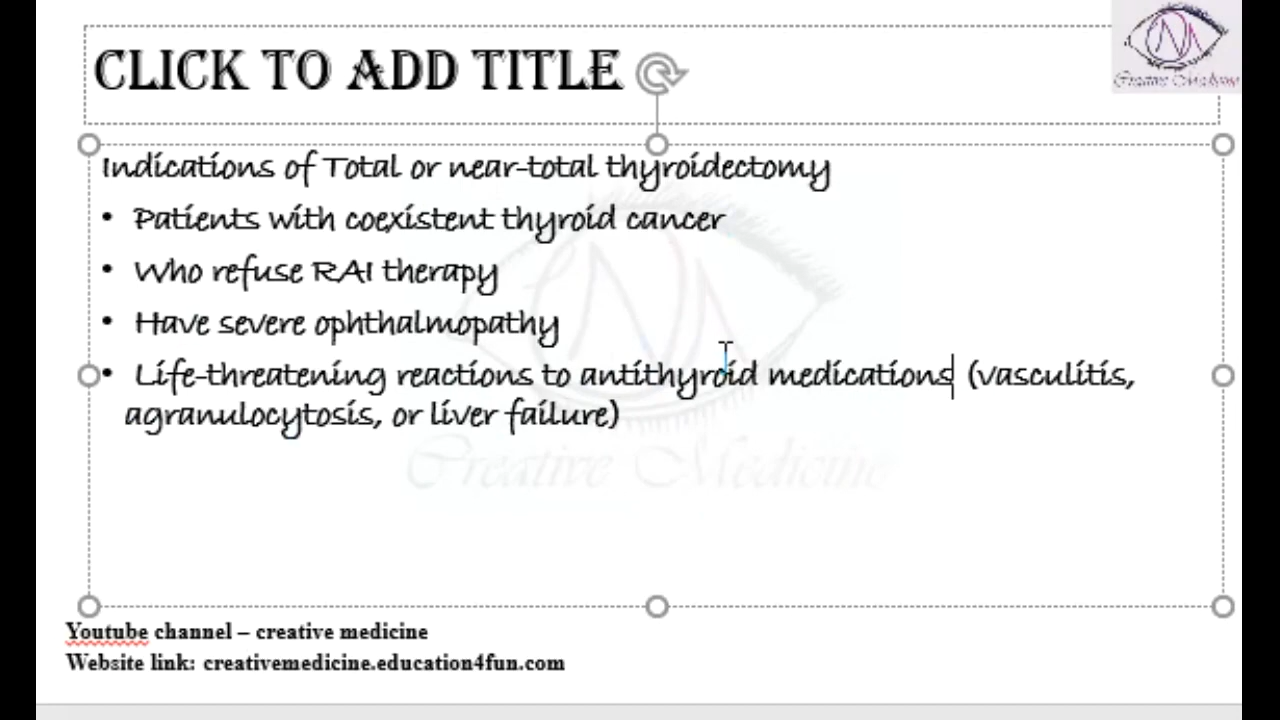 CLICK TO ADD TITLE
Creative Medicine
Indications of Total or near-total thyroidectomy
• Patients with coexistent thyroid cancer
• Who refuse RAI therapy
• Have severe ophthalmopathy
• Life-threatening reactions to antithyroid medications (vasculitis,
agranulocytosis, or liver failure)
Creative Medicine
Youtube channel – creative medicine
Website link: creativemedicine.education4fun.com